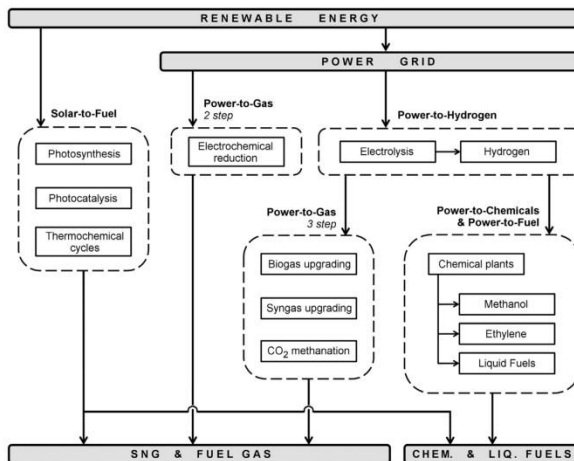 RENEWABLE ENERGY
POWER GRID
Solar-to-Fuel
Photosynthesis
Photocatalysis
Thermochemical
cycles
Power-to-Gas
2 step
Electrochemical
reduction
Power-to-Hydrogen
Electrolysis
Hydrogen
Power-to-Gas
3 step
Biogas upgrading
Syngas upgrading
CO₂ methanation
Power-to-Chemicals
& Power-to-Fuel
Chemical plants
Methanol
Ethylene
Liquid Fuels
SNG & FUEL GAS
CHEM. & LIQ. FUELS